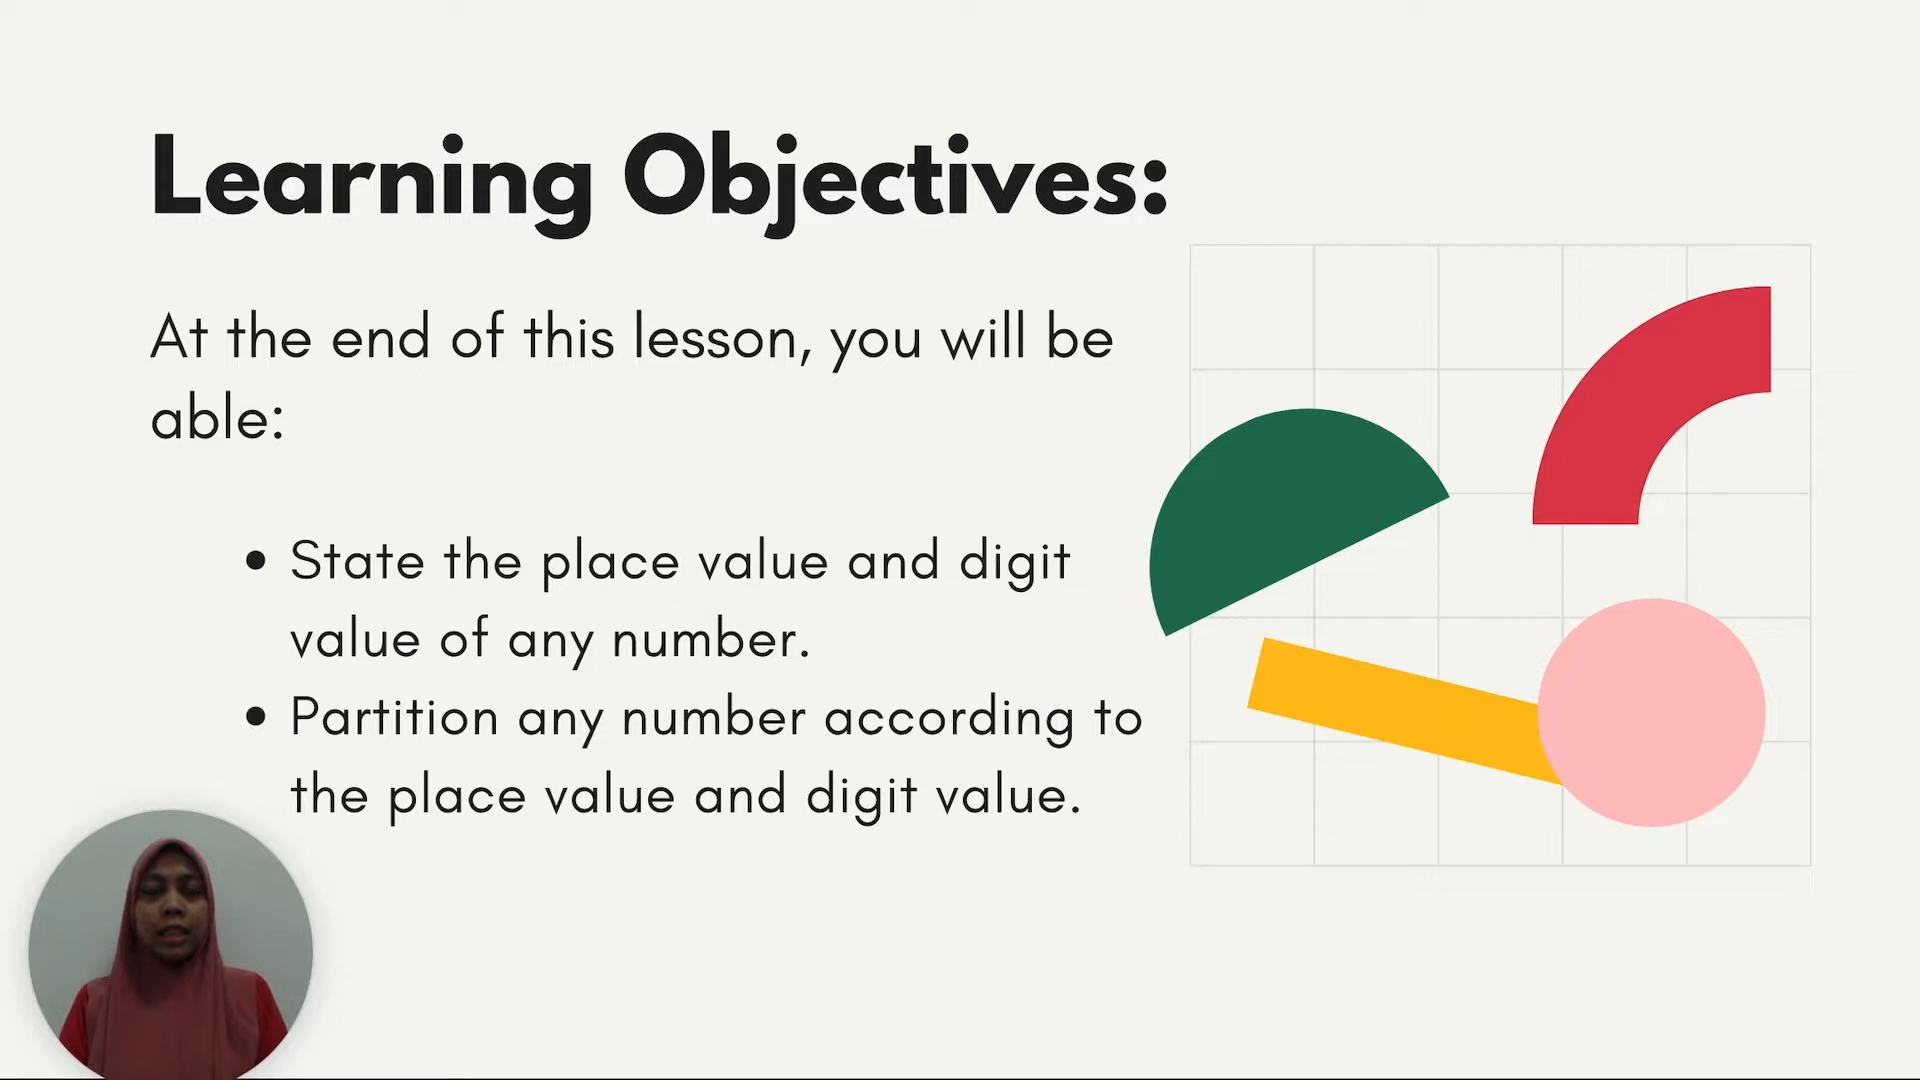 Learning Objectives:
At the end of this lesson, you will be
able:
• State the place value and digit
value of any number.
• Partition any number according to
the place value and digit value.